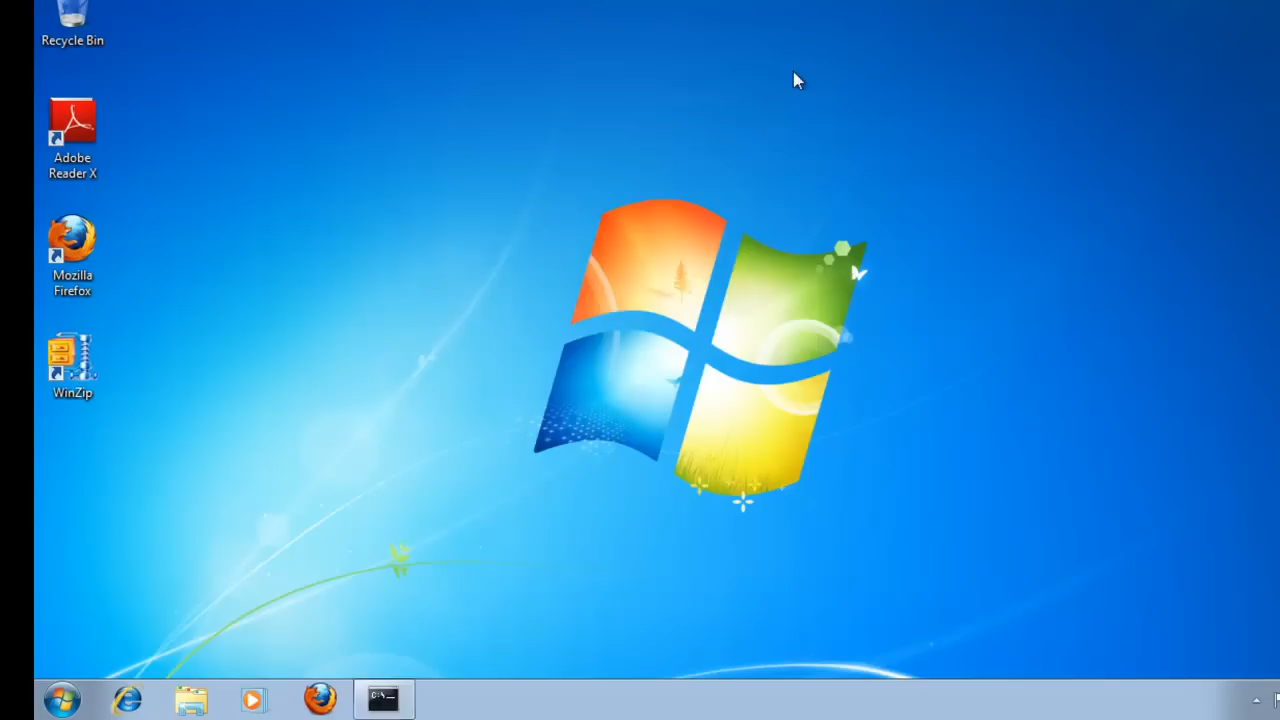 Recycle Bin
Adobe
Reader X
Mozilla
Firefox
WinZip
C:\_